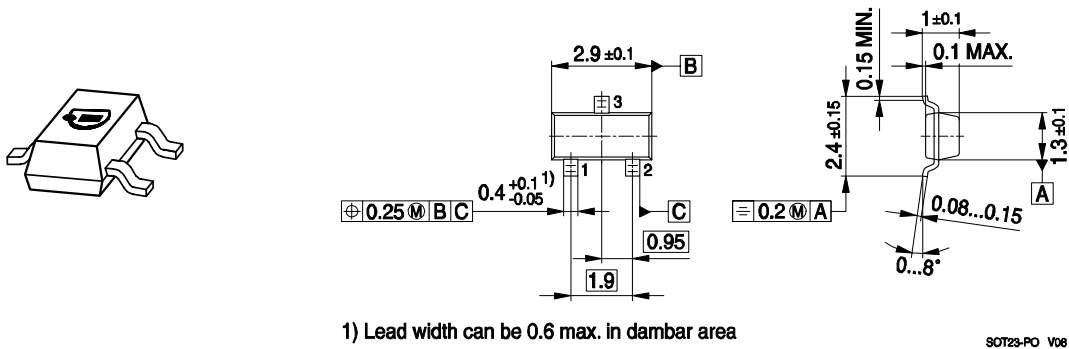 1±0.1
0.15 MIN.
0.1 MAX.
2.9 ±0.1
B
3
2.4 ±0.15
1.3 ±0.1
1
2
0.4 +0.1 -0.05 1)
A
⌖ 0.25 Ⓜ B C
C
⌯ 0.2 Ⓜ A
0.08...0.15
0.95
0...8°
1.9
1) Lead width can be 0.6 max. in dambar area
SOT23-PO V08